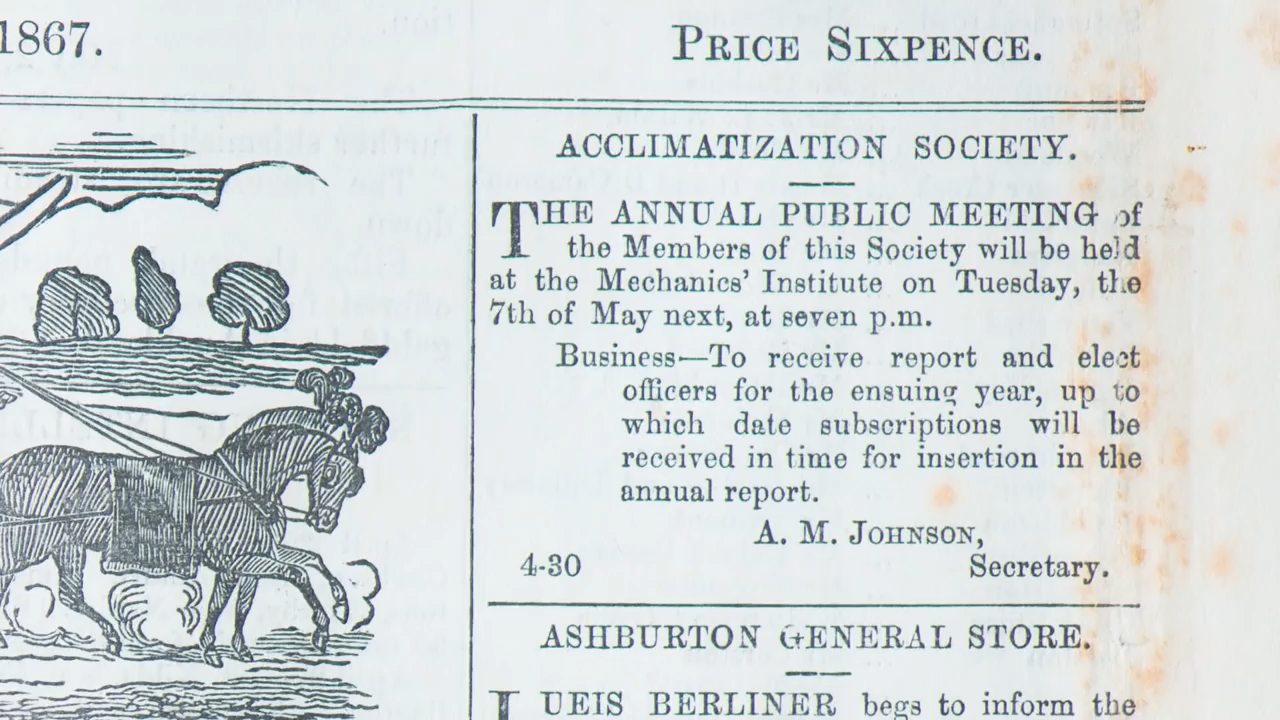 1867.
PRICE SIXPENCE.
ACCLIMATIZATION SOCIETY.
THE ANNUAL PUBLIC MEETING of
the Members of this Society will be held
at the Mechanics' Institute on Tuesday, the
7th of May next, at seven p.m.
Business—To receive report and elect
officers for the ensuing year, up to
which date subscriptions will be
received in time for insertion in the
annual report.
A. M. JOHNSON,
4-30 Secretary.
ASHBURTON GENERAL STORE.
BERLINER begs to inform the